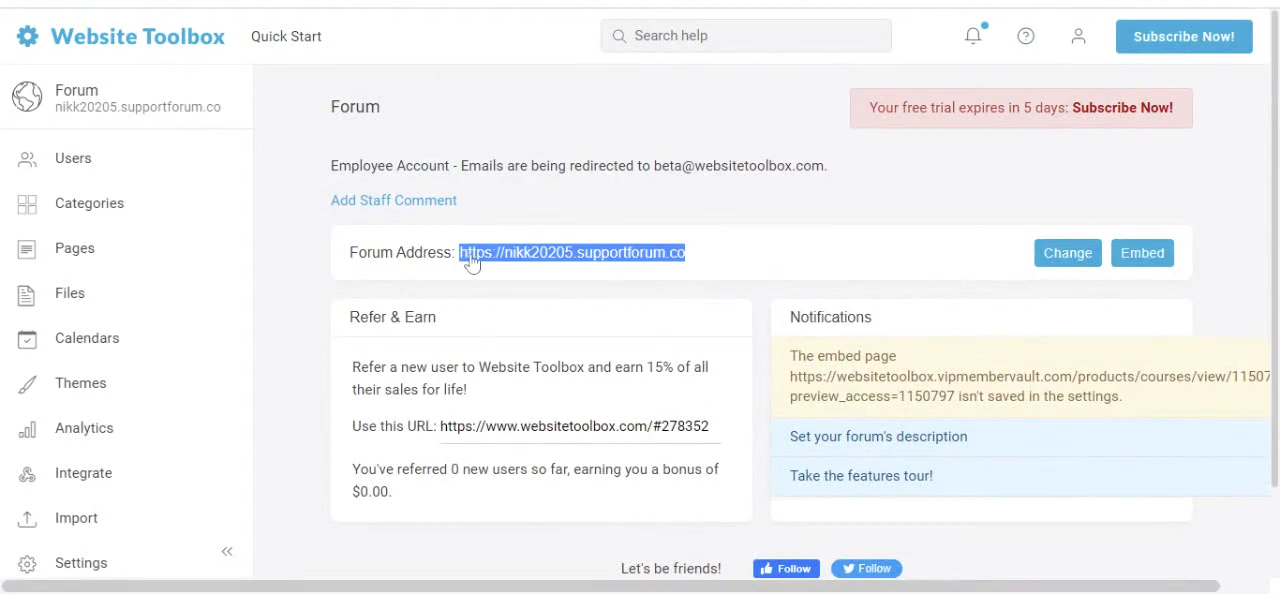 Website Toolbox
Quick Start
Search help
Subscribe Now!
Forum
nikk20205.supportforum.co
Users
Categories
Pages
Files
Calendars
Themes
Analytics
Integrate
Import
Settings
Forum
Your free trial expires in 5 days: Subscribe Now!
Employee Account - Emails are being redirected to beta@websitetoolbox.com.
Add Staff Comment
Forum Address: https://nikk20205.supportforum.co
Change
Embed
Refer & Earn
Refer a new user to Website Toolbox and earn 15% of all
their sales for life!
Use this URL: https://www.websitetoolbox.com/#278352
You've referred 0 new users so far, earning you a bonus of
$0.00.
Notifications
The embed page
https://websitetoolbox.vipmembervault.com/products/courses/view/11507
preview_access=1150797 isn't saved in the settings.
Set your forum's description
Take the features tour!
Let's be friends!
Follow
Follow